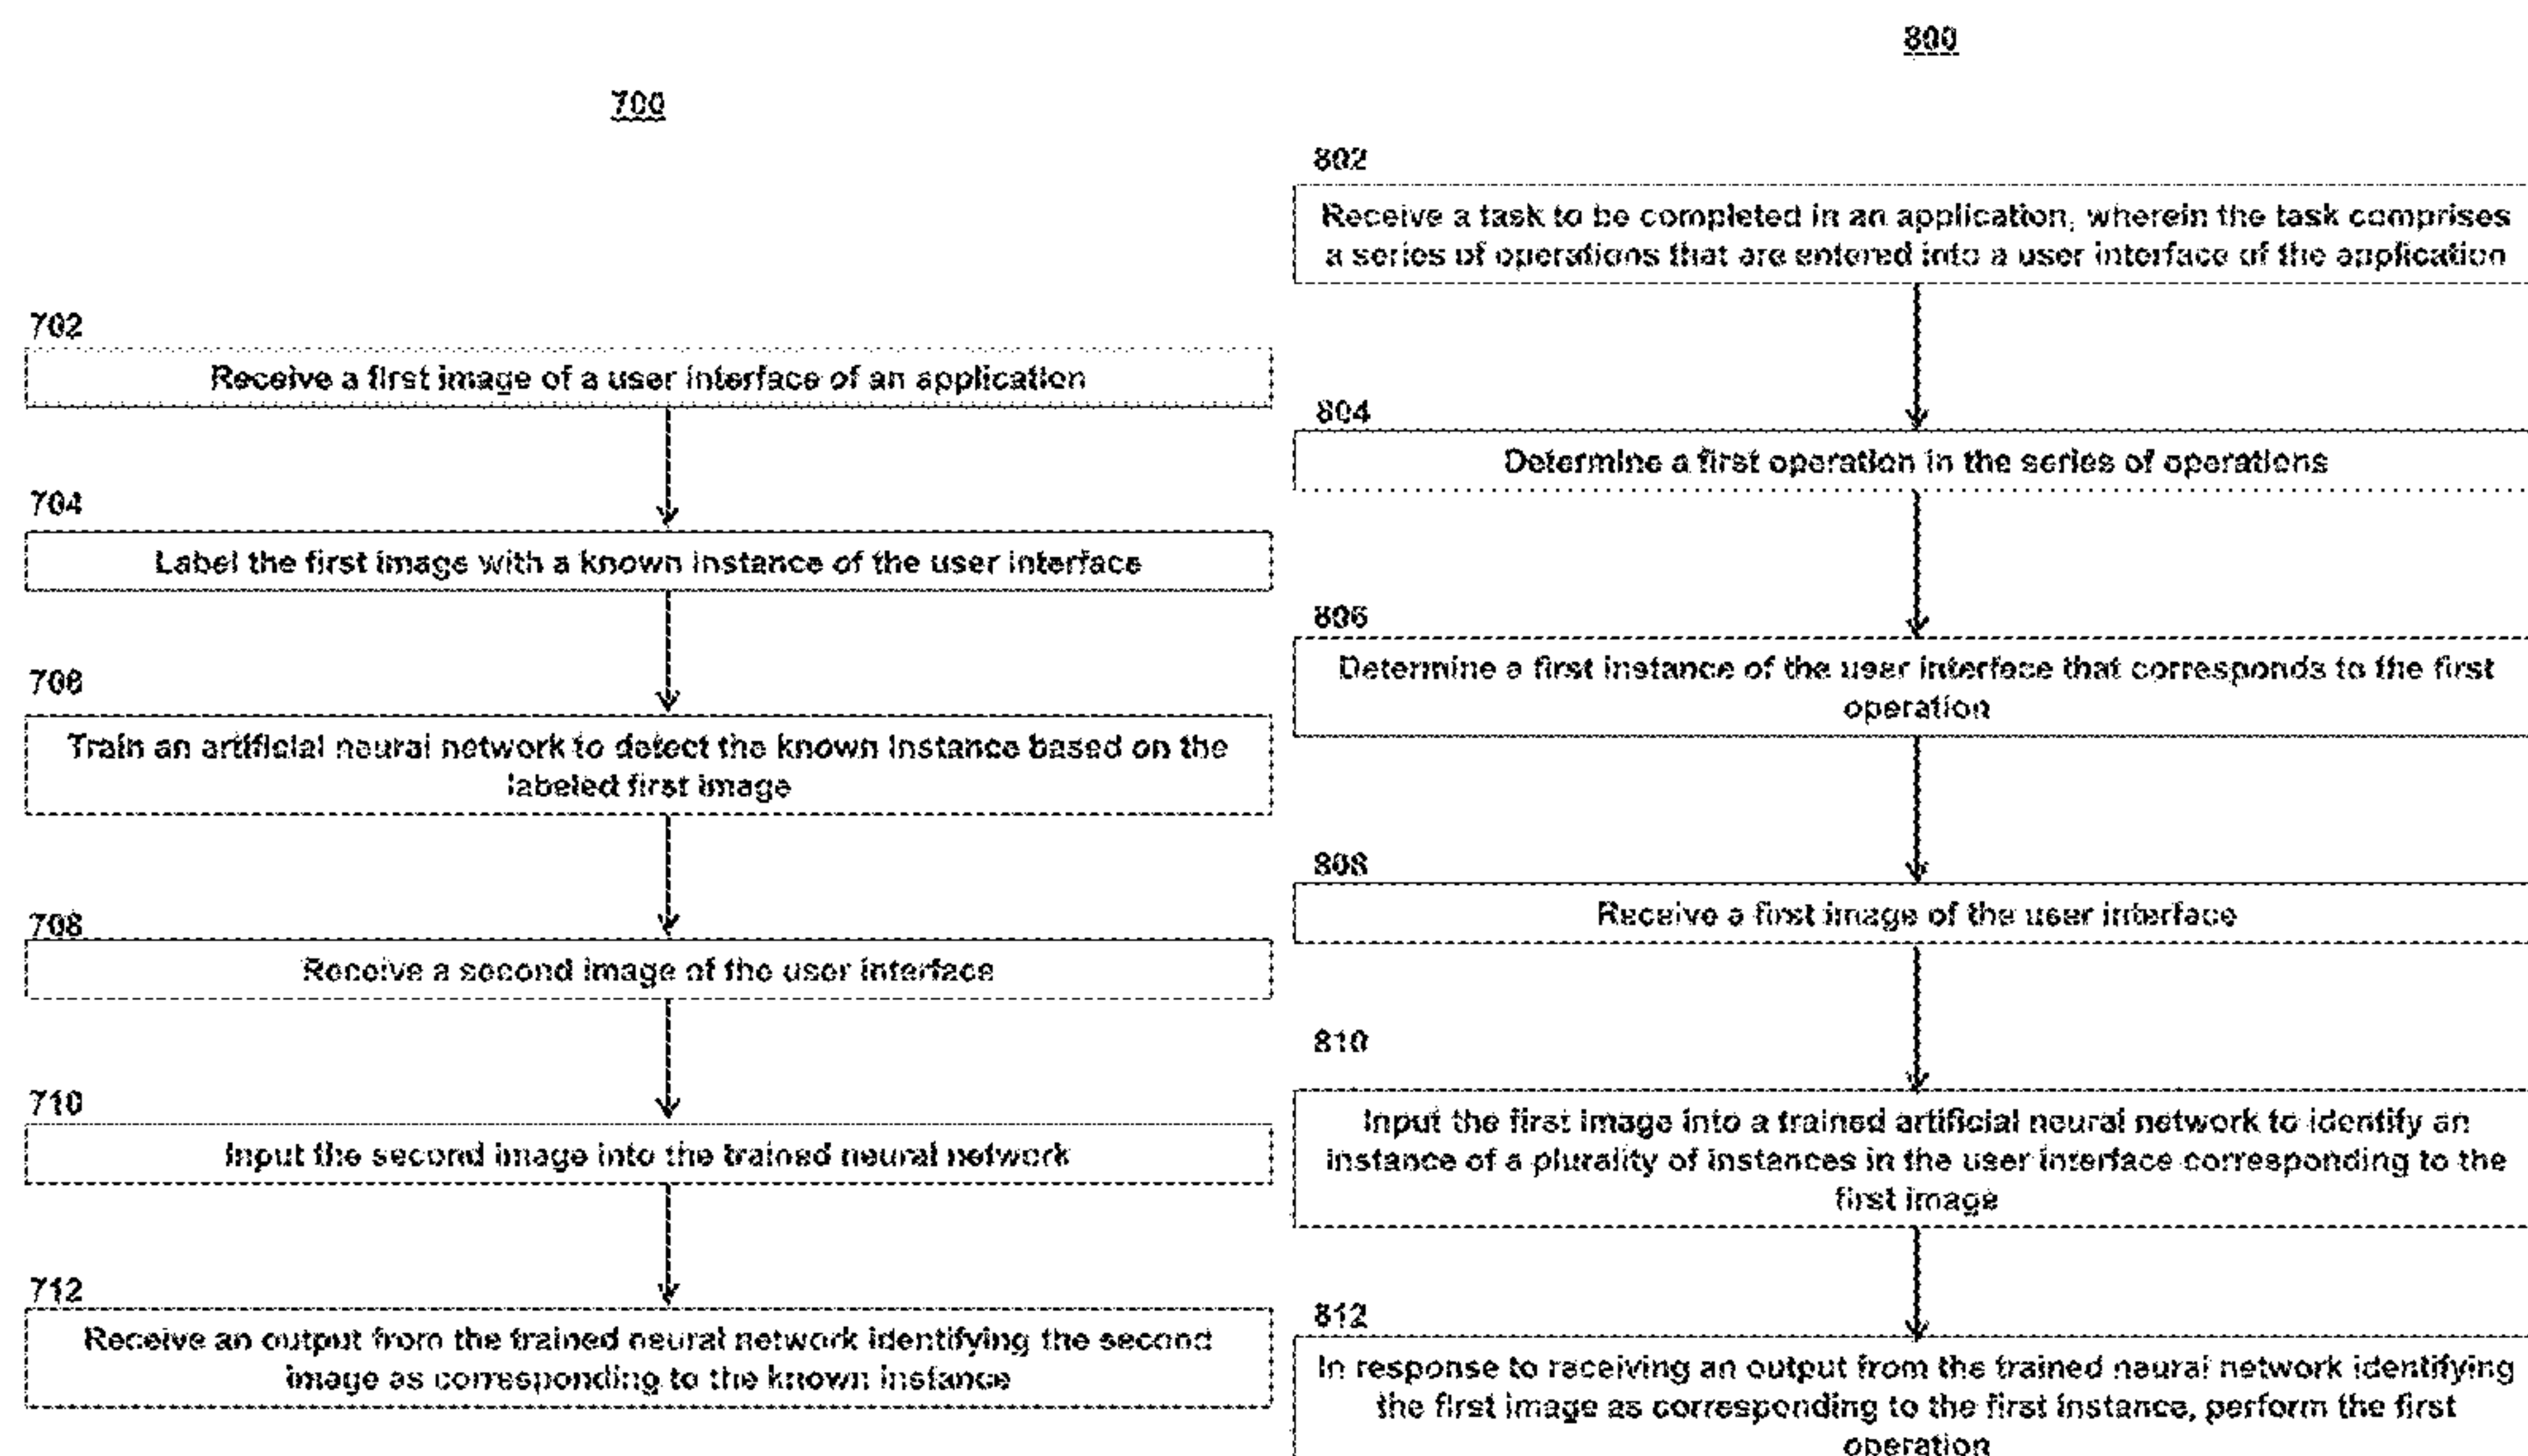 700
702
Receive a first image of a user interface of an application
704
Label the first image with a known instance of the user interface
706
Train an artificial neural network to detect the known instance based on the
labeled first image
708
Receive a second image of the user interface
710
Input the second image into the trained neural network
712
Receive an output from the trained neural network identifying the second
image as corresponding to the known instance
800
802
Receive a task to be completed in an application, wherein the task comprises
a series of operations that are entered into a user interface of the application
804
Determine a first operation in the series of operations
806
Determine a first instance of the user interface that corresponds to the first
operation
808
Receive a first image of the user interface
810
Input the first image into a trained artificial neural network to identify an
instance of a plurality of instances in the user interface corresponding to the
first image
812
In response to receiving an output from the trained neural network identifying
the first image as corresponding to the first instance, perform the first
operation